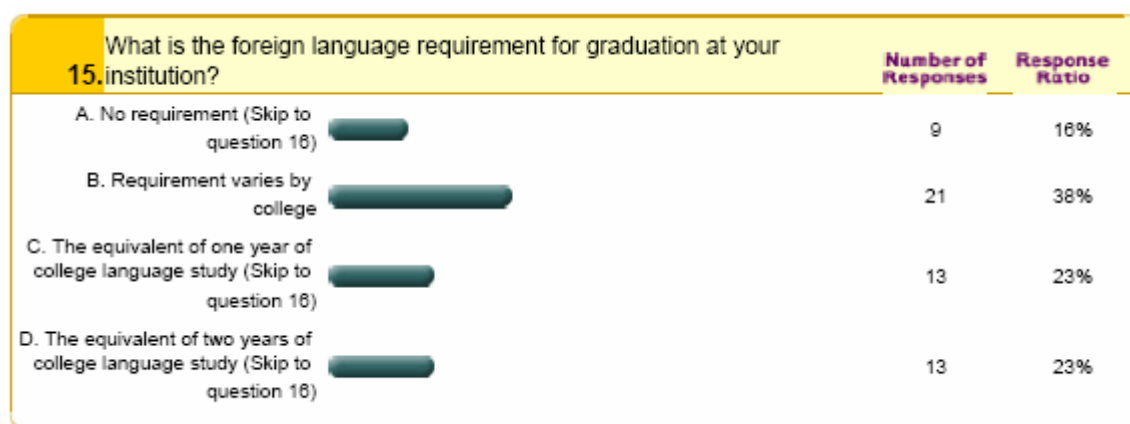 What is the foreign language requirement for graduation at your
15. institution?
Number of
Responses
Response
Ratio
A. No requirement (Skip to
question 16)
9
16%
B. Requirement varies by
college
21
38%
C. The equivalent of one year of
college language study (Skip to
question 16)
13
23%
D. The equivalent of two years of
college language study (Skip to
question 16)
13
23%